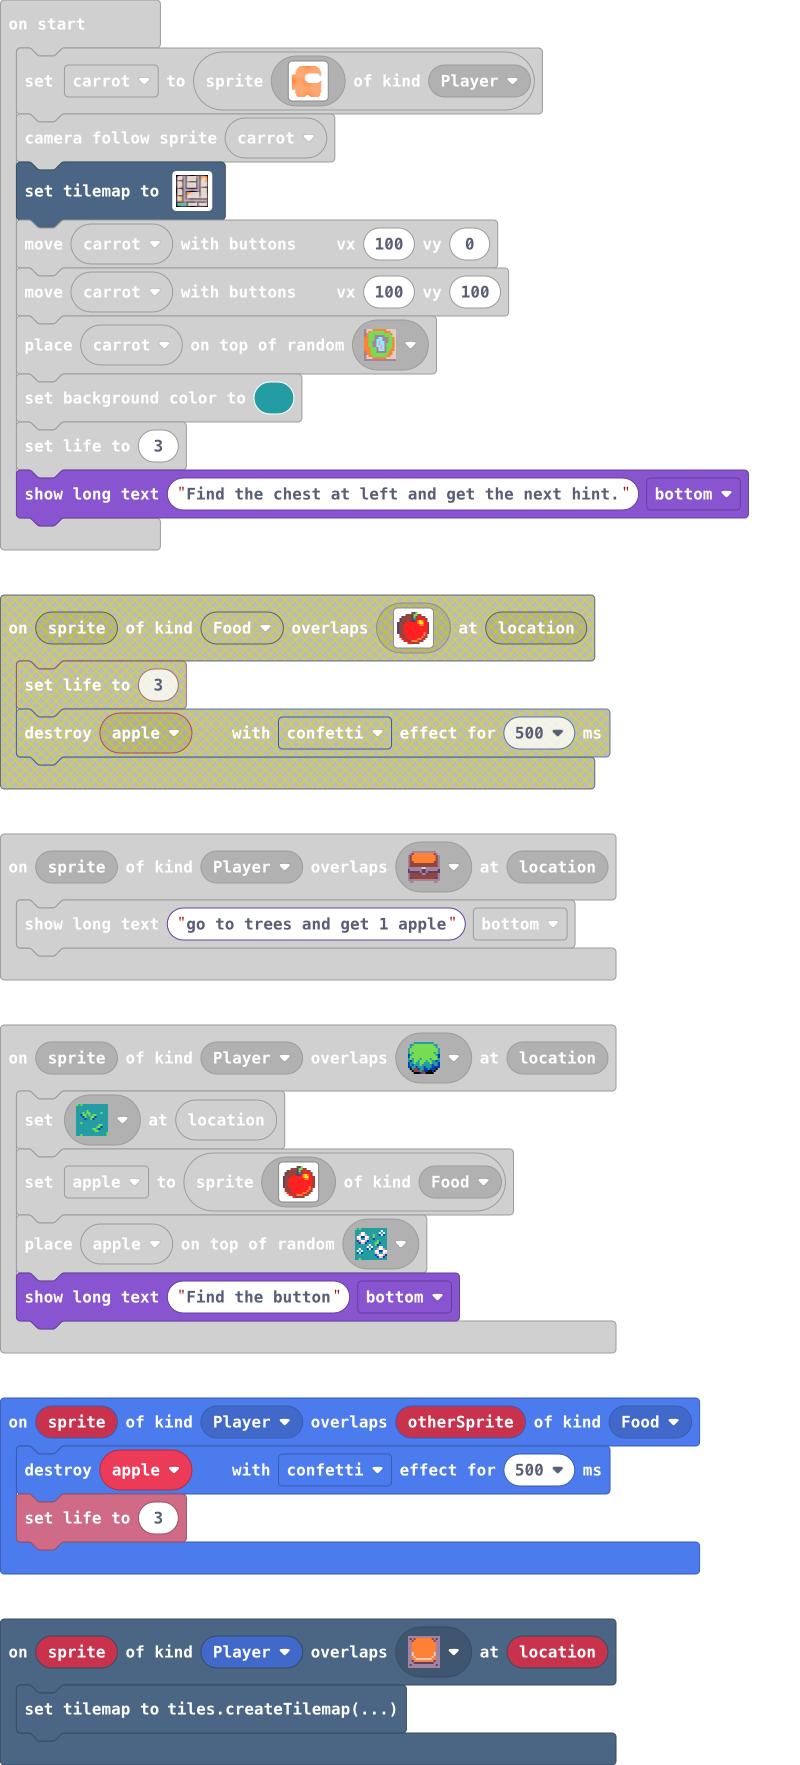 on start
set carrot to sprite of kind Player
camera follow sprite carrot
set tilemap to
move carrot with buttons vx 100 vy 0
move carrot with buttons vx 100 vy 100
place carrot on top of random
set background color to
set life to 3
show long text "Find the chest at left and get the next hint." bottom
on sprite of kind Food overlaps at location
set life to 3
destroy apple with confetti effect for 500 ms
on sprite of kind Player overlaps at location
show long text "go to trees and get 1 apple" bottom
on sprite of kind Player overlaps at location
set at location
set apple to sprite of kind Food
place apple on top of random
show long text "Find the button" bottom
on sprite of kind Player overlaps otherSprite of kind Food
destroy apple with confetti effect for 500 ms
set life to 3
on sprite of kind Player overlaps at location
set tilemap to tiles.createTilemap(...)